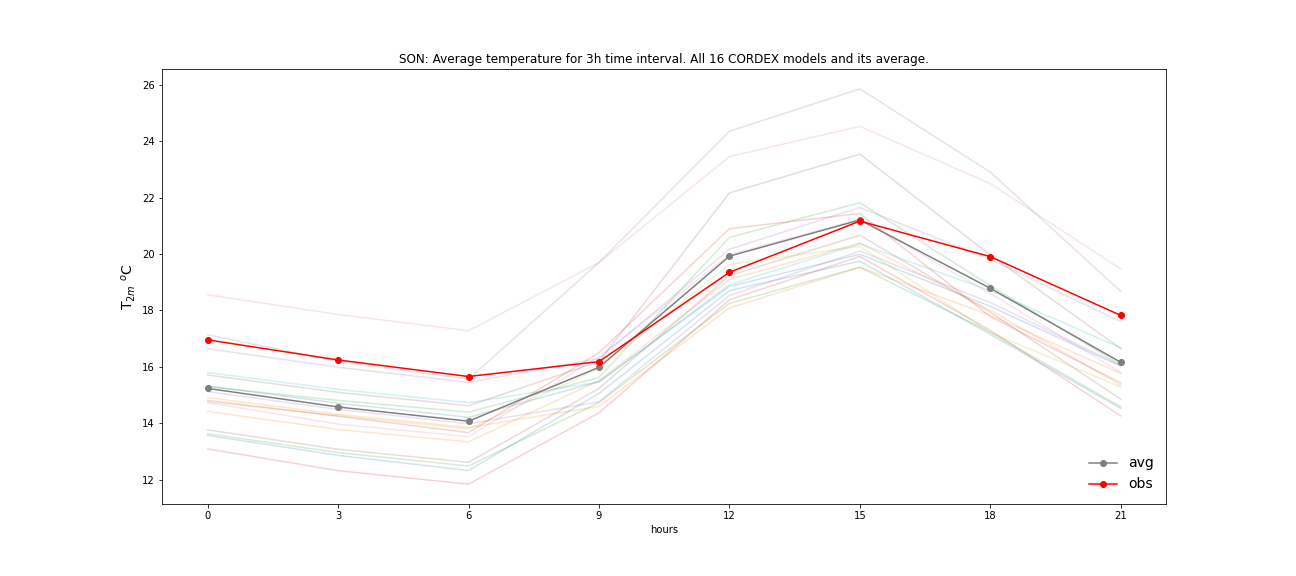 SON: Average temperature for 3h time interval. All 16 CORDEX models and its average.
26
24
22
20
18
16
14
12
T2m °C
0 3 6 9 12 15 18 21
hours
avg
obs